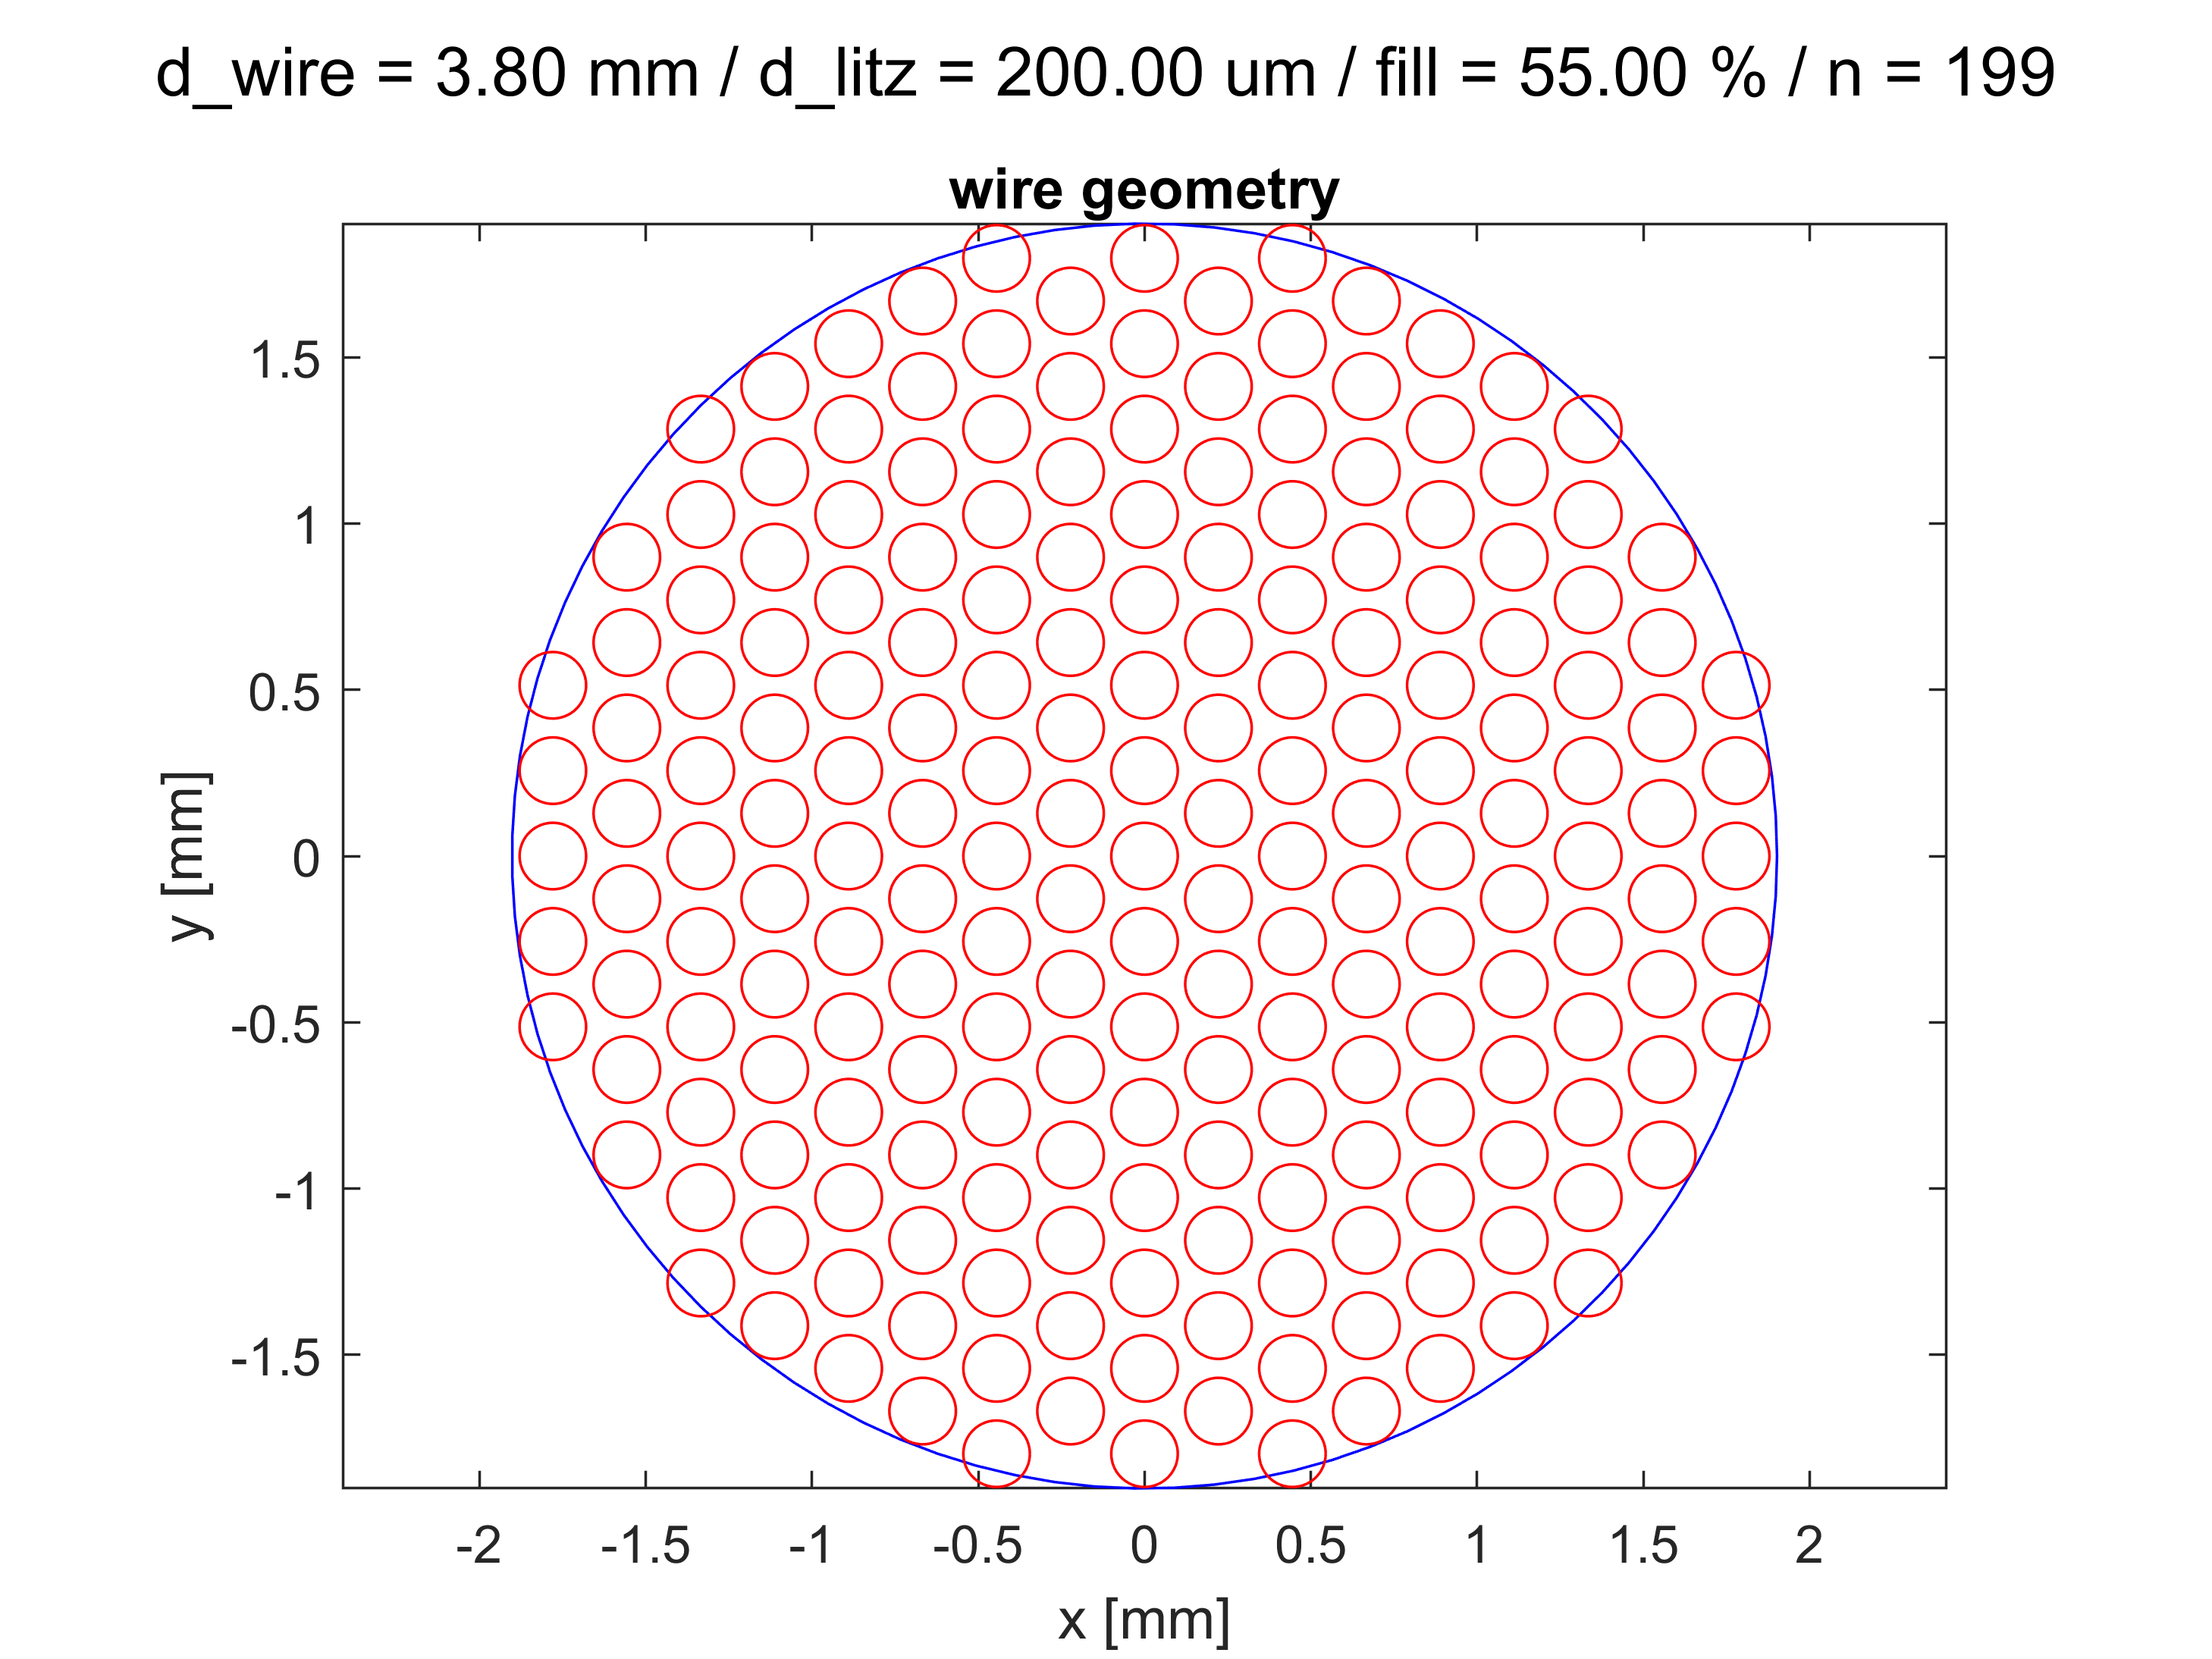 d_wire = 3.80 mm / d_litz = 200.00 um / fill = 55.00 % / n = 199
wire geometry
1.5
1
0.5
0
-0.5
-1
-1.5
y [mm]
-2 -1.5 -1 -0.5 0 0.5 1 1.5 2
x [mm]